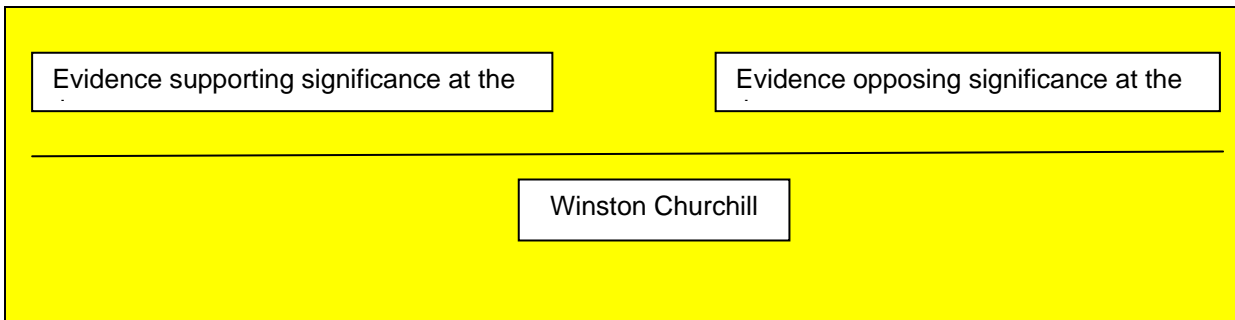 Evidence supporting significance at the
Evidence opposing significance at the
Winston Churchill